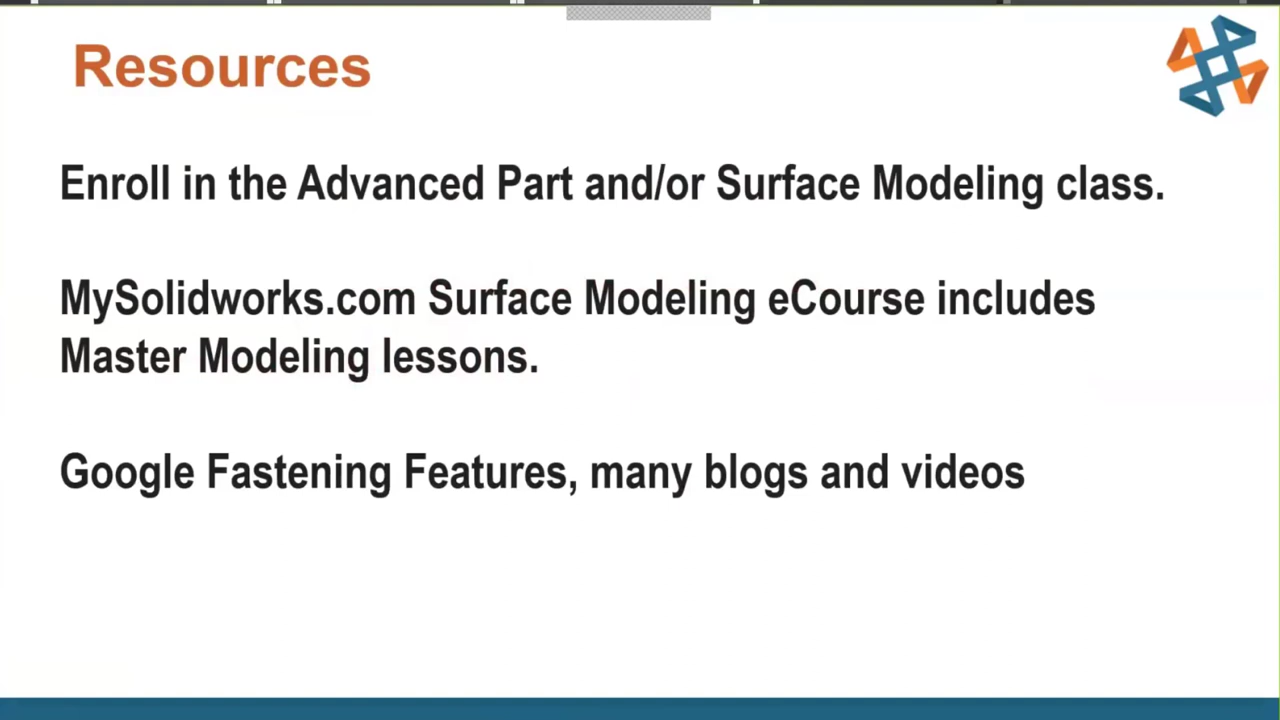 Resources
Enroll in the Advanced Part and/or Surface Modeling class.
MySolidworks.com Surface Modeling eCourse includes
Master Modeling lessons.
Google Fastening Features, many blogs and videos